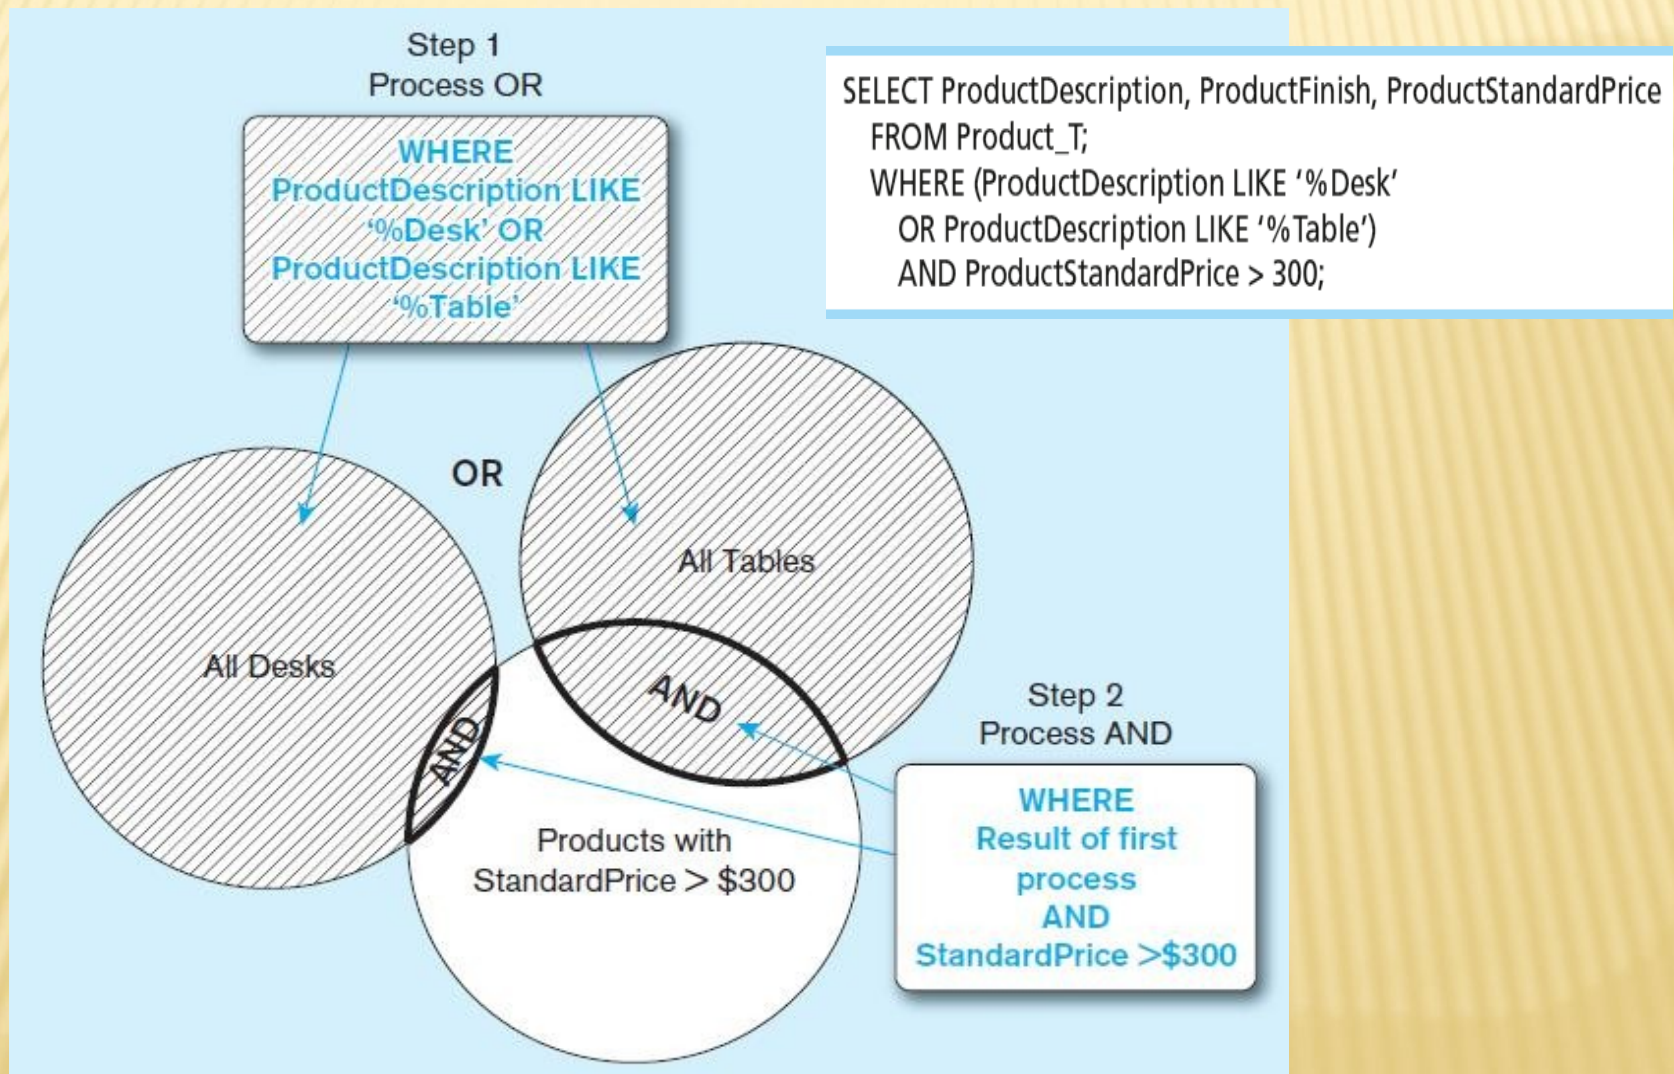 Step 1
Process OR
WHERE
ProductDescription LIKE
‘%Desk’ OR
ProductDescription LIKE
‘%Table’
SELECT ProductDescription, ProductFinish, ProductStandardPrice
FROM Product_T;
WHERE (ProductDescription LIKE ‘%Desk’
OR ProductDescription LIKE ‘%Table’)
AND ProductStandardPrice > 300;
OR
All Tables
All Desks
AND
AND
Step 2
Process AND
WHERE
Result of first
process
AND
StandardPrice >$300
Products with
StandardPrice > $300